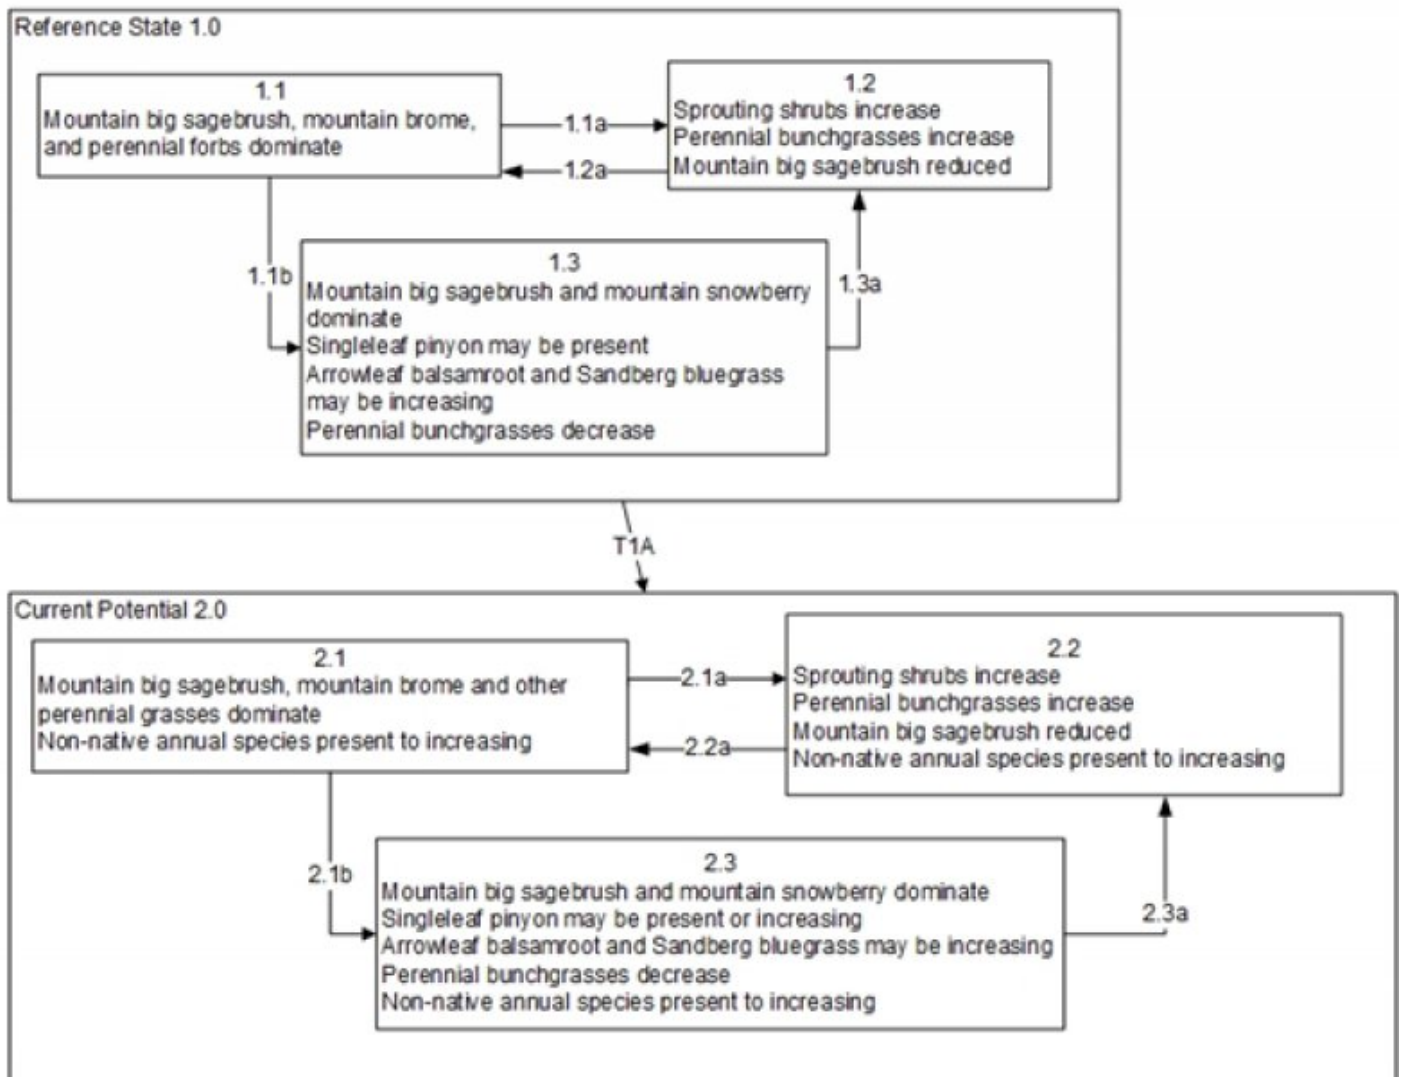 Reference State 1.0
1.1
Mountain big sagebrush, mountain brome,
and perennial forbs dominate
1.1a
1.2a
1.2
Sprouting shrubs increase
Perennial bunchgrasses increase
Mountain big sagebrush reduced
1.1b
1.3
Mountain big sagebrush and mountain snowberry
dominate
Singleleaf pinyon may be present
Arrowleaf balsamroot and Sandberg bluegrass
may be increasing
Perennial bunchgrasses decrease
1.3a
T1A
Current Potential 2.0
2.1
Mountain big sagebrush, mountain brome and other
perennial grasses dominate
Non-native annual species present to increasing
2.1a
2.2a
2.2
Sprouting shrubs increase
Perennial bunchgrasses increase
Mountain big sagebrush reduced
Non-native annual species present to increasing
2.1b
2.3
Mountain big sagebrush and mountain snowberry dominate
Singleleaf pinyon may be present or increasing
Arrowleaf balsamroot and Sandberg bluegrass may be increasing
Perennial bunchgrasses decrease
Non-native annual species present to increasing
2.3a